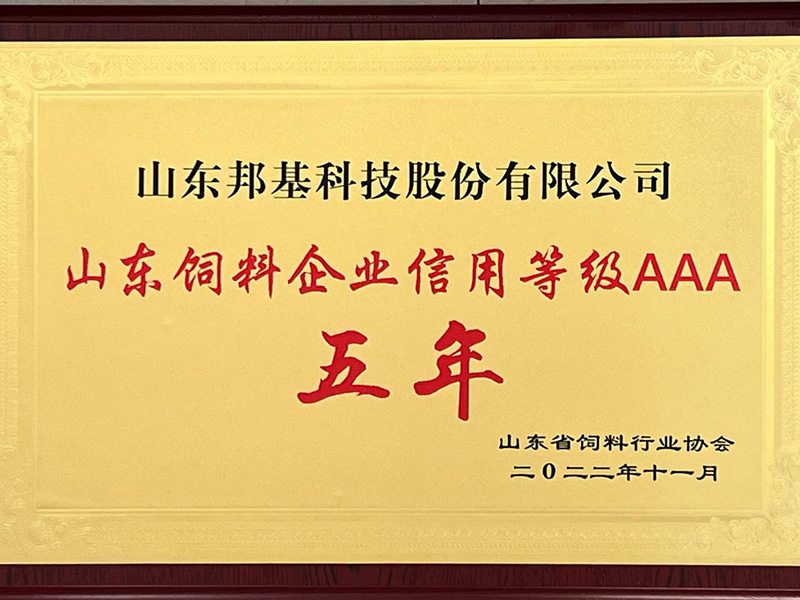 山东邦基科技股份有限公司
山东饲料企业信用等级AAA
五年
山东省饲料行业协会
二0二二年十一月